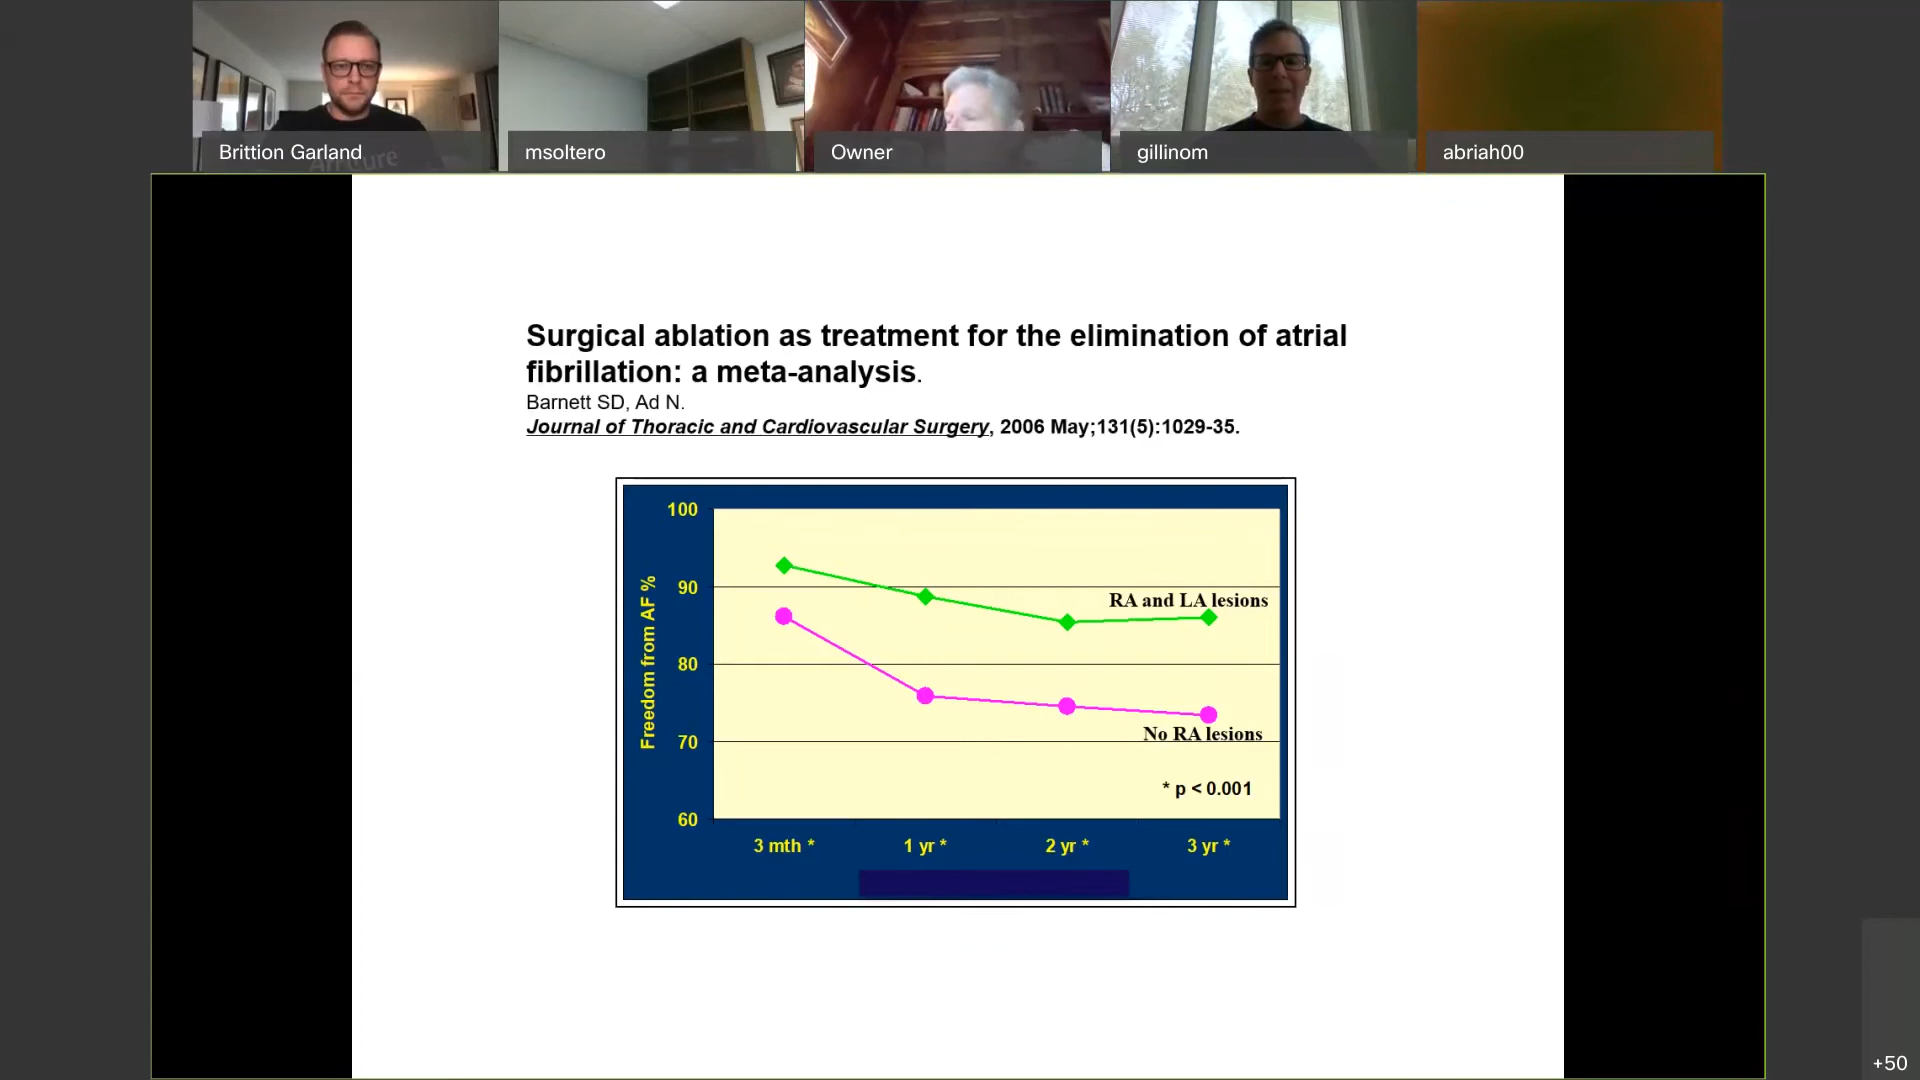 Brittion Garland
msoltero
Owner
gillinom
abriah00
Surgical ablation as treatment for the elimination of atrial
fibrillation: a meta-analysis.
Barnett SD, Ad N.
Journal of Thoracic and Cardiovascular Surgery, 2006 May;131(5):1029-35.
100
90
80
70
60
Freedom from AF %
RA and LA lesions
No RA lesions
* p < 0.001
3 mth *
1 yr *
2 yr *
3 yr *
+50